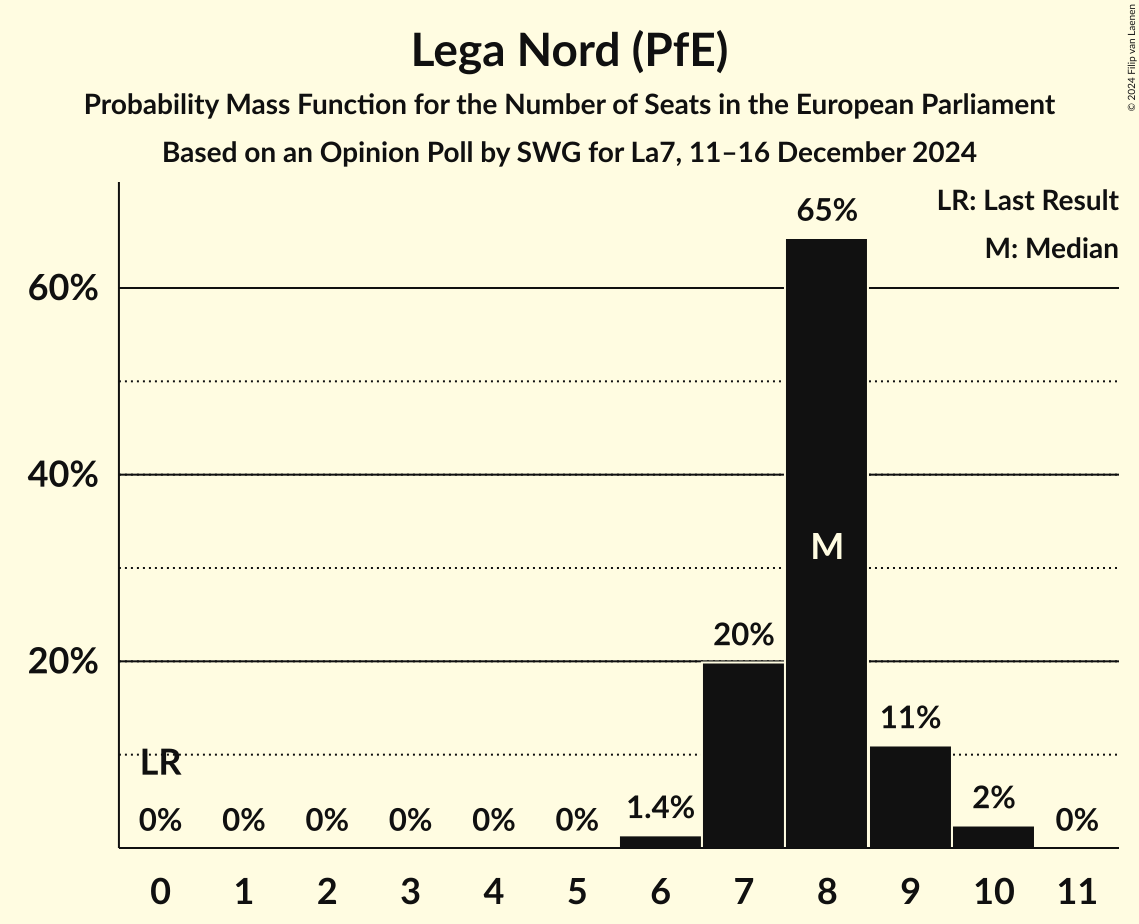 Lega Nord (PfE)
Probability Mass Function for the Number of Seats in the European Parliament
Based on an Opinion Poll by SWG for La7, 11–16 December 2024
© 2024 Filip van Laenen
LR: Last Result
M: Median
65%
60%
40%
M
20%
20%
11%
LR
2%
1.4%
0% 0% 0% 0% 0% 0% 0%
0 1 2 3 4 5 6 7 8 9 10 11